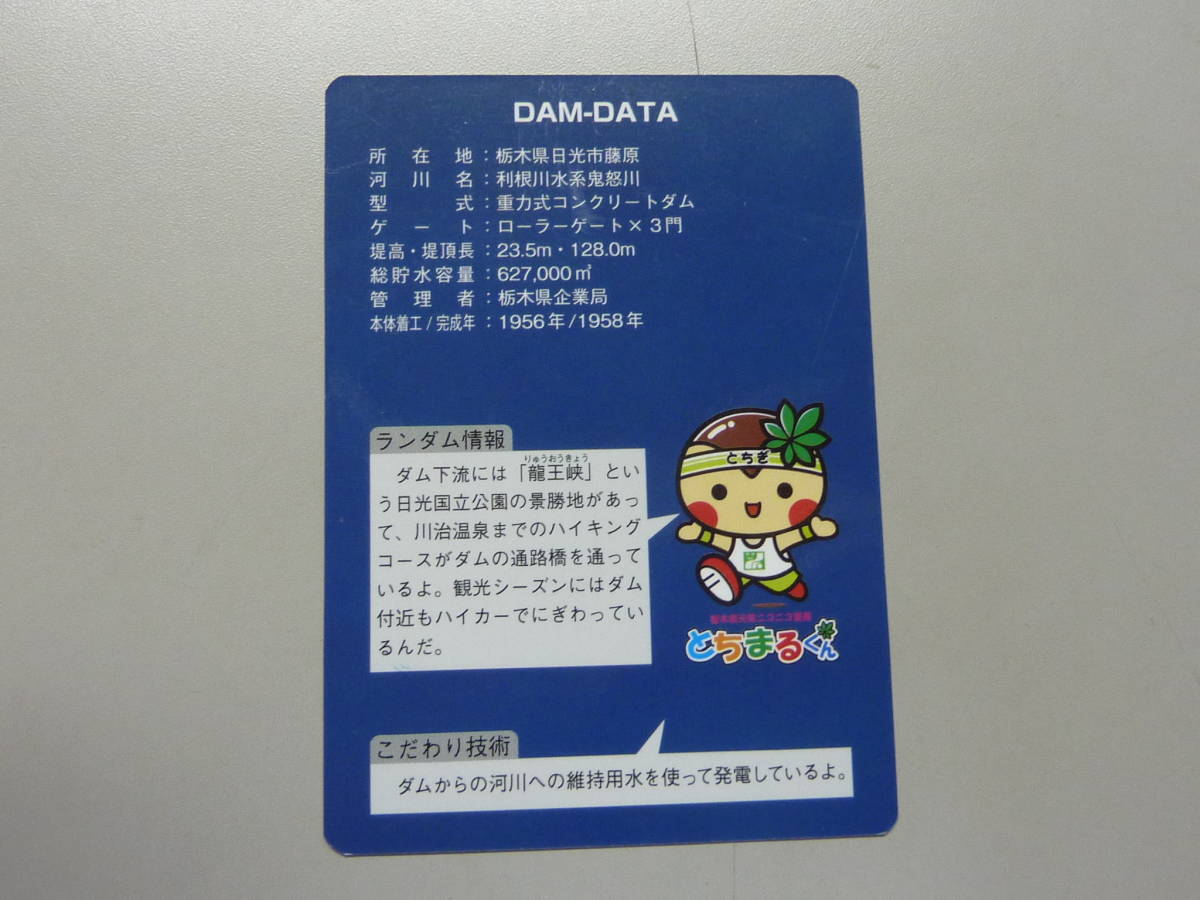 DAM-DATA
所在地：栃木県日光市藤原
河川名：利根川水系鬼怒川
型式：重力式コンクリートダム
ゲート：ローラーゲート×3門
堤高・堤頂長：23.5m・128.0m
総貯水容量：627,000㎥
管理者：栃木県企業局
本体着工/完成年：1956年/1958年
ランダム情報
りゅうおうきょう
ダム下流には「龍王峡」とい
う日光国立公園の景勝地があっ
て、川治温泉までのハイキング
コースがダムの通路橋を通って
いるよ。観光シーズンにはダム
付近もハイカーでにぎわってい
るんだ。
とちぎ
とちまるくん
こだわり技術
ダムからの河川への維持用水を使って発電しているよ。